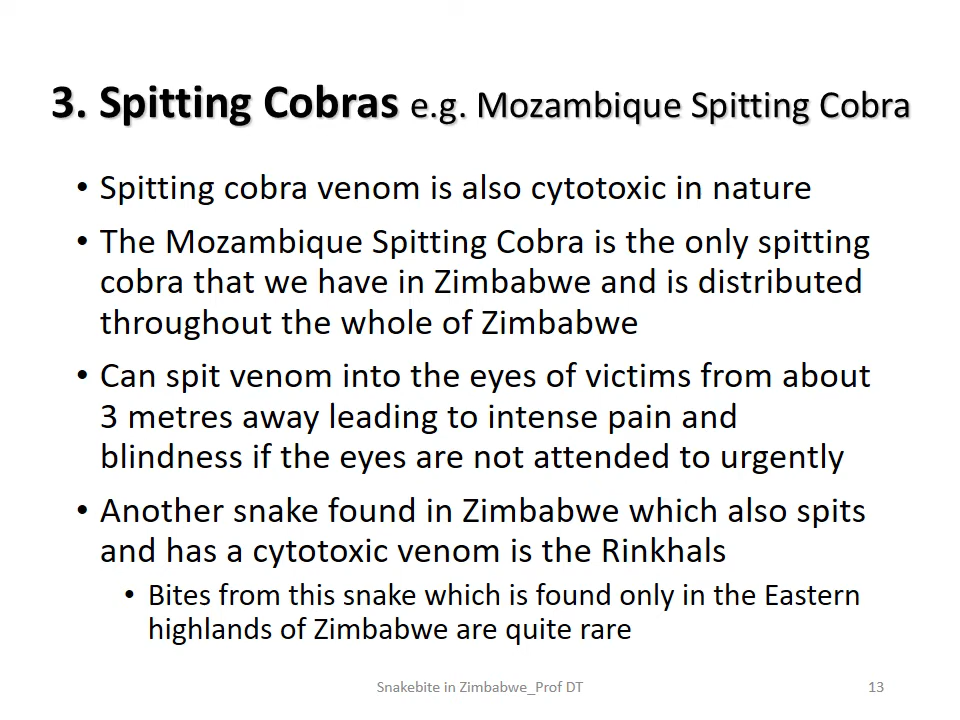 3. Spitting Cobras e.g. Mozambique Spitting Cobra
• Spitting cobra venom is also cytotoxic in nature
• The Mozambique Spitting Cobra is the only spitting
cobra that we have in Zimbabwe and is distributed
throughout the whole of Zimbabwe
• Can spit venom into the eyes of victims from about
3 metres away leading to intense pain and
blindness if the eyes are not attended to urgently
• Another snake found in Zimbabwe which also spits
and has a cytotoxic venom is the Rinkhals
• Bites from this snake which is found only in the Eastern
highlands of Zimbabwe are quite rare
Snakebite in Zimbabwe_Prof DT
13